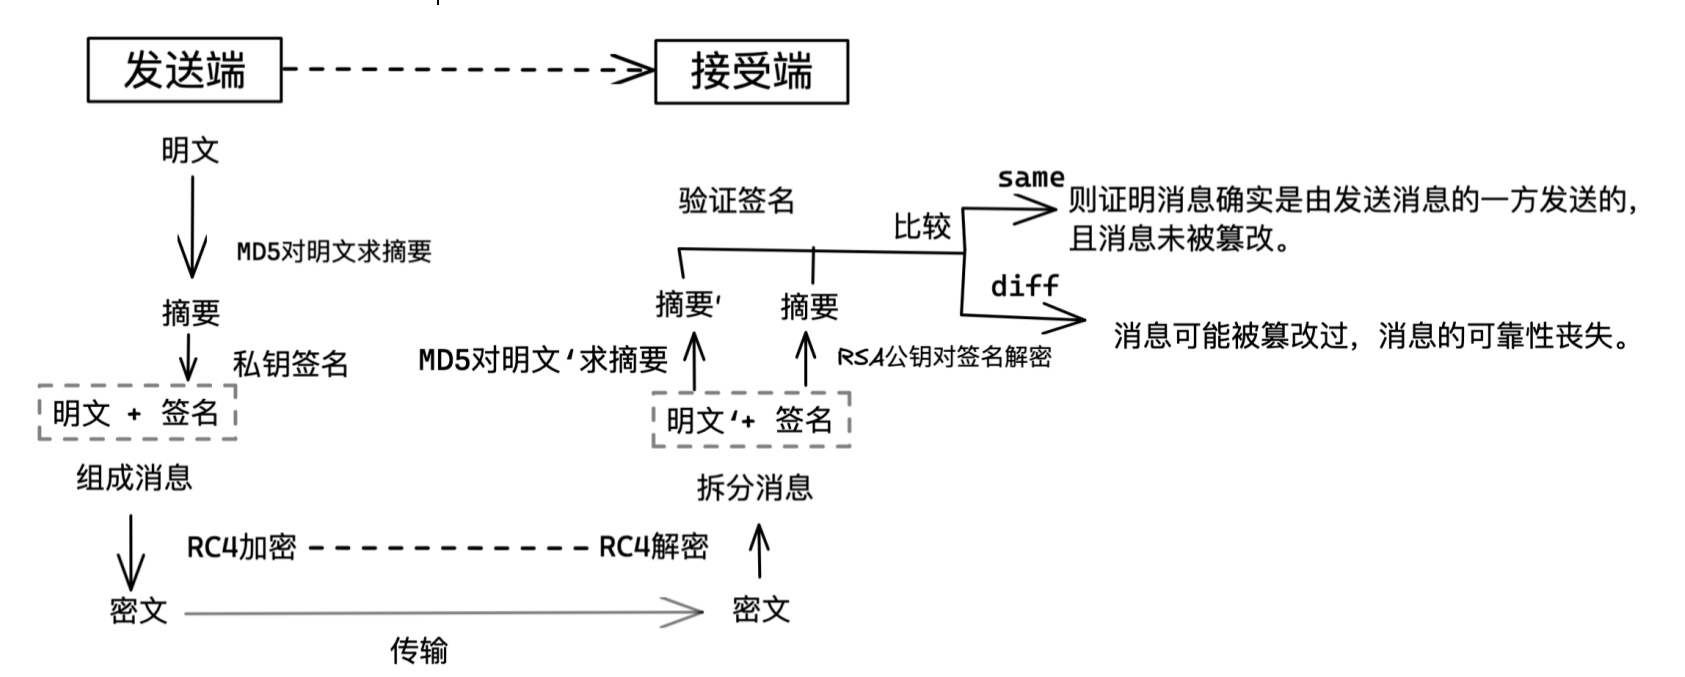 发送端
接受端
明文
MD5对明文求摘要
摘要
私钥签名
明文 + 签名
组成消息
RC4加密
密文
传输
密文
RC4解密
拆分消息
明文‘+ 签名
MD5对明文‘求摘要
RSA公钥对签名解密
摘要’
摘要
验证签名
比较
same
则证明消息确实是由发送消息的一方发送的，
且消息未被篡改。
diff
消息可能被篡改过，消息的可靠性丧失。